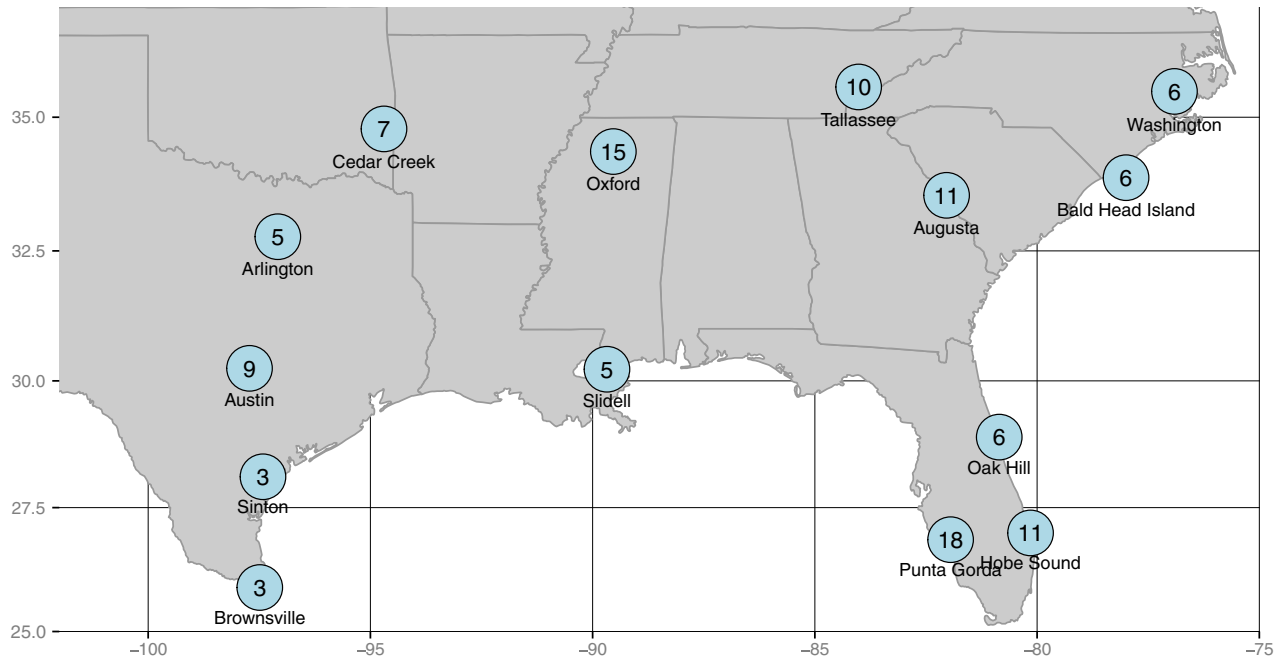 10
Tallassee
6
Washington
35.0
7
Cedar Creek
15
Oxford
6
Bald Head Island
11
Augusta
5
Arlington
32.5
9
Austin
5
Slidell
30.0
6
Oak Hill
3
Sinton
27.5
18
Punta Gorda
11
Hobe Sound
3
Brownsville
25.0
−100
−95
−90
−85
−80
−75